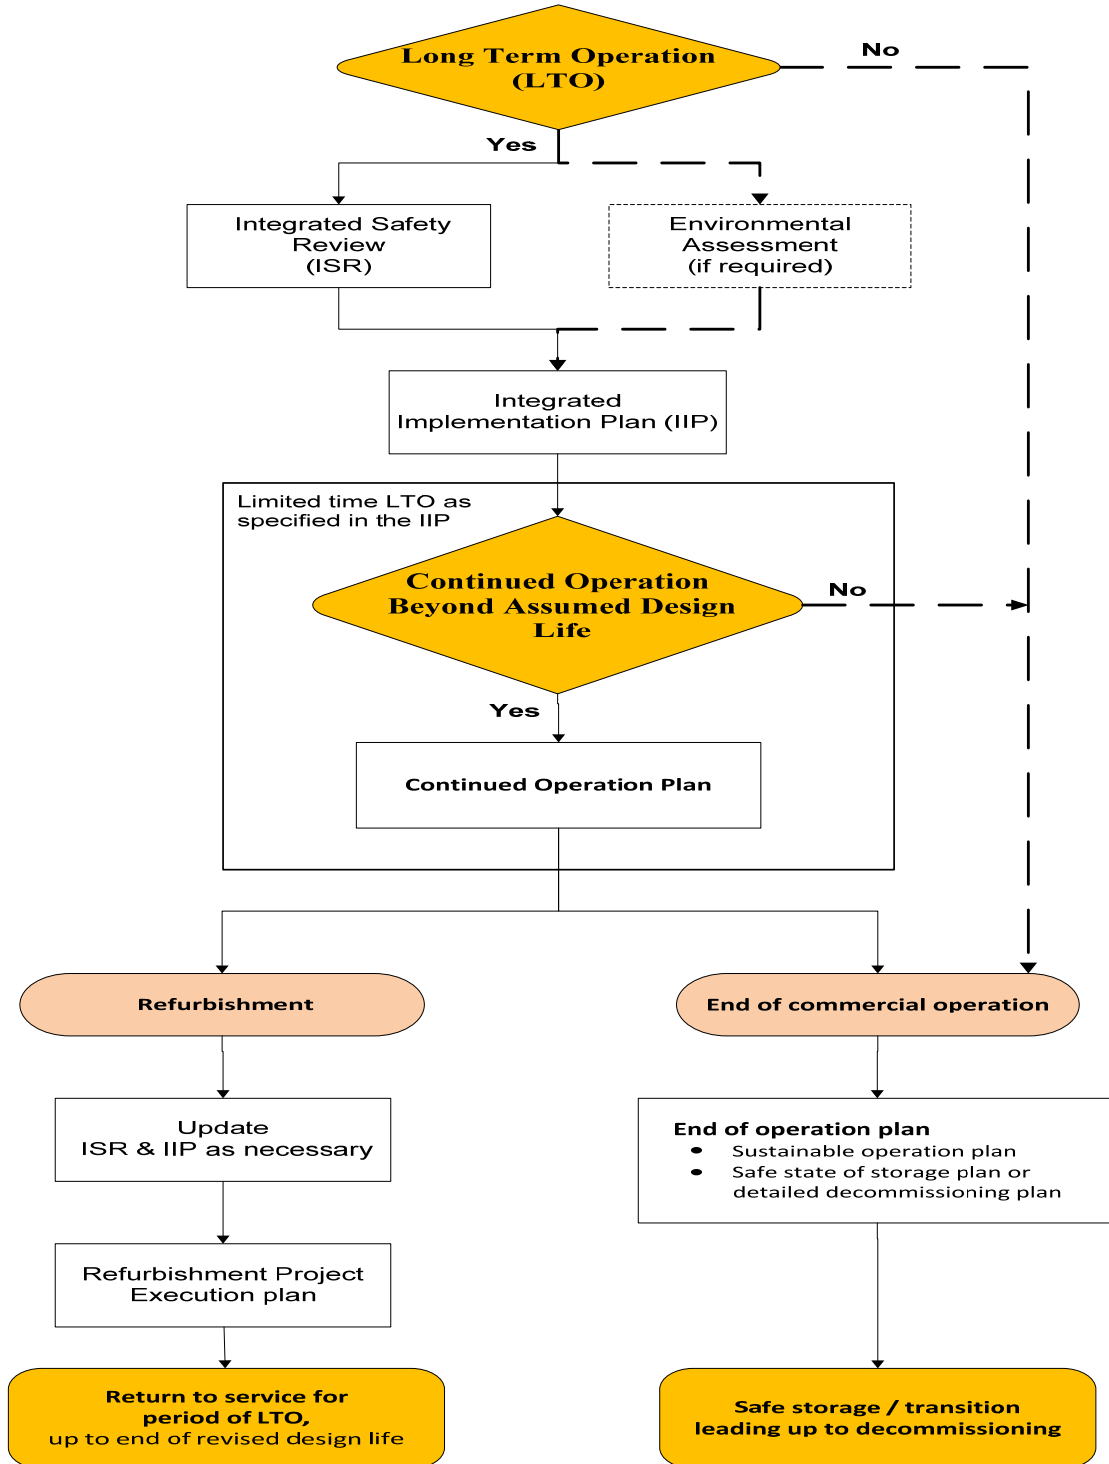 Long Term Operation
(LTO)
No
Yes
Integrated Safety
Review
(ISR)
Environmental
Assessment
(if required)
Integrated
Implementation Plan (IIP)
Limited time LTO as
specified in the IIP
Continued Operation
Beyond Assumed Design
Life
No
Yes
Continued Operation Plan
Refurbishment
End of commercial operation
Update
ISR & IIP as necessary
End of operation plan
• Sustainable operation plan
• Safe state of storage plan or
detailed decommissioning plan
Refurbishment Project
Execution plan
Return to service for
period of LTO,
up to end of revised design life
Safe storage / transition
leading up to decommissioning